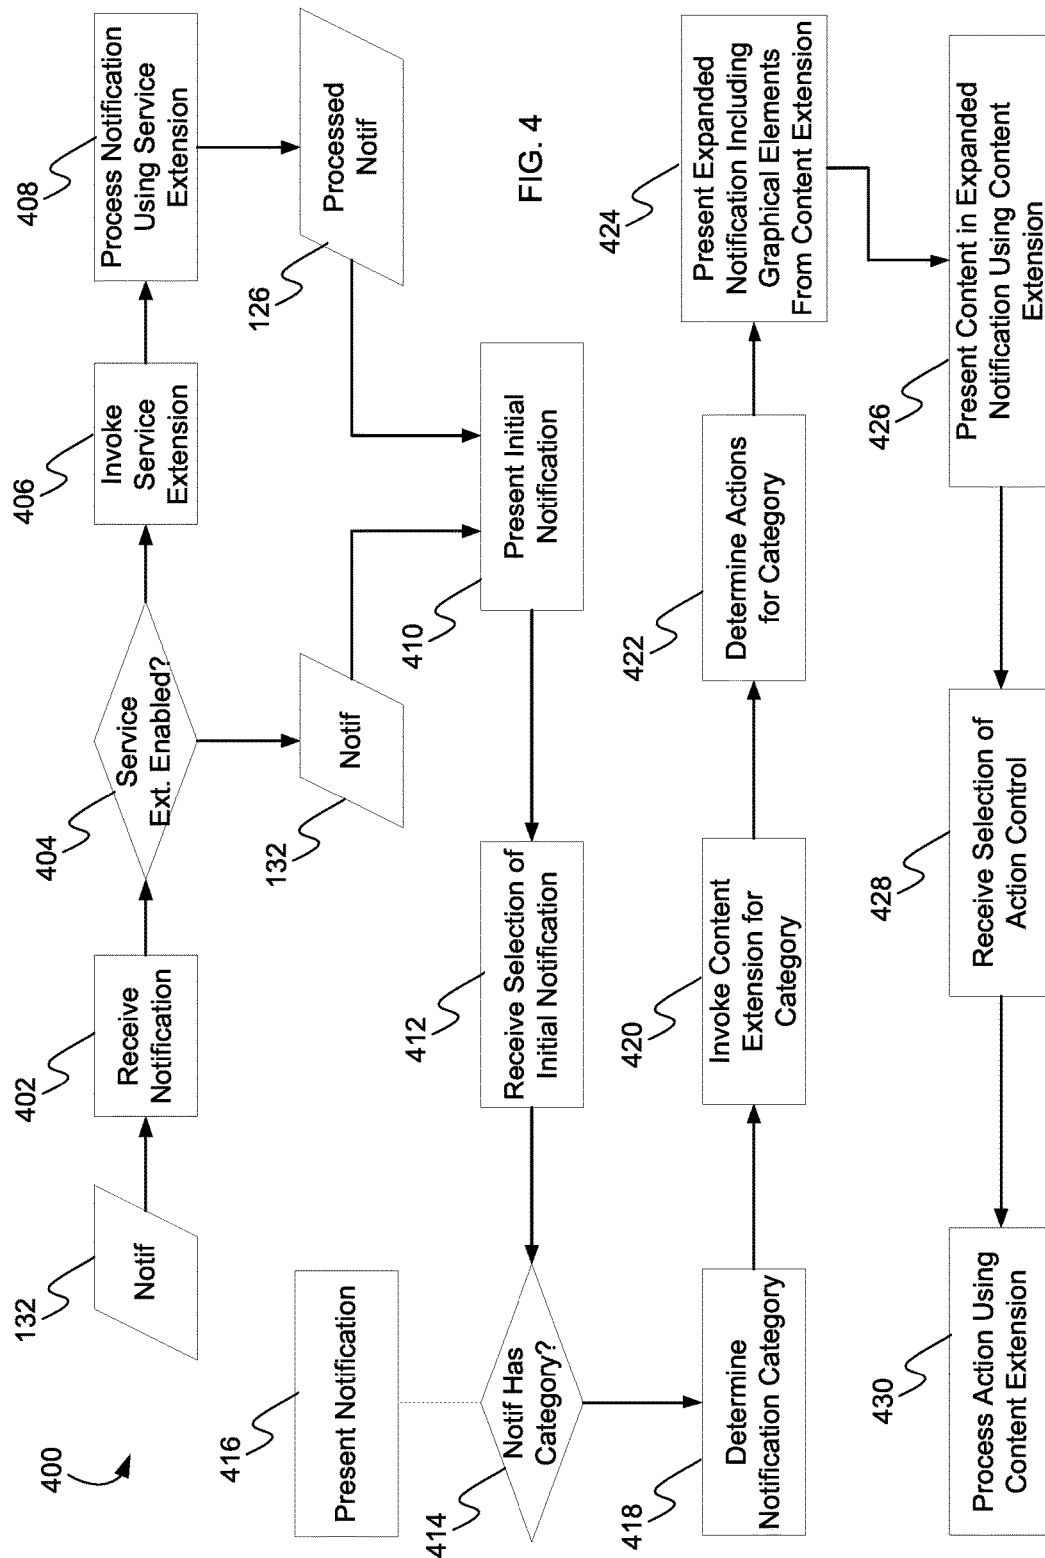 400
132
Notif
402
Receive
Notification
404
Service
Ext. Enabled?
406
Invoke
Service
Extension
408
Process Notification
Using Service
Extension
132
Notif
126
Processed
Notif
416
Present Notification
414
Notif Has
Category?
412
Receive Selection of
Initial Notification
410
Present Initial
Notification
FIG. 4
418
Determine
Notification Category
420
Invoke Content
Extension for
Category
422
Determine Actions
for Category
424
Present Expanded
Notification Including
Graphical Elements
From Content Extension
430
Process Action Using
Content Extension
428
Receive Selection of
Action Control
426
Present Content in Expanded
Notification Using Content
Extension